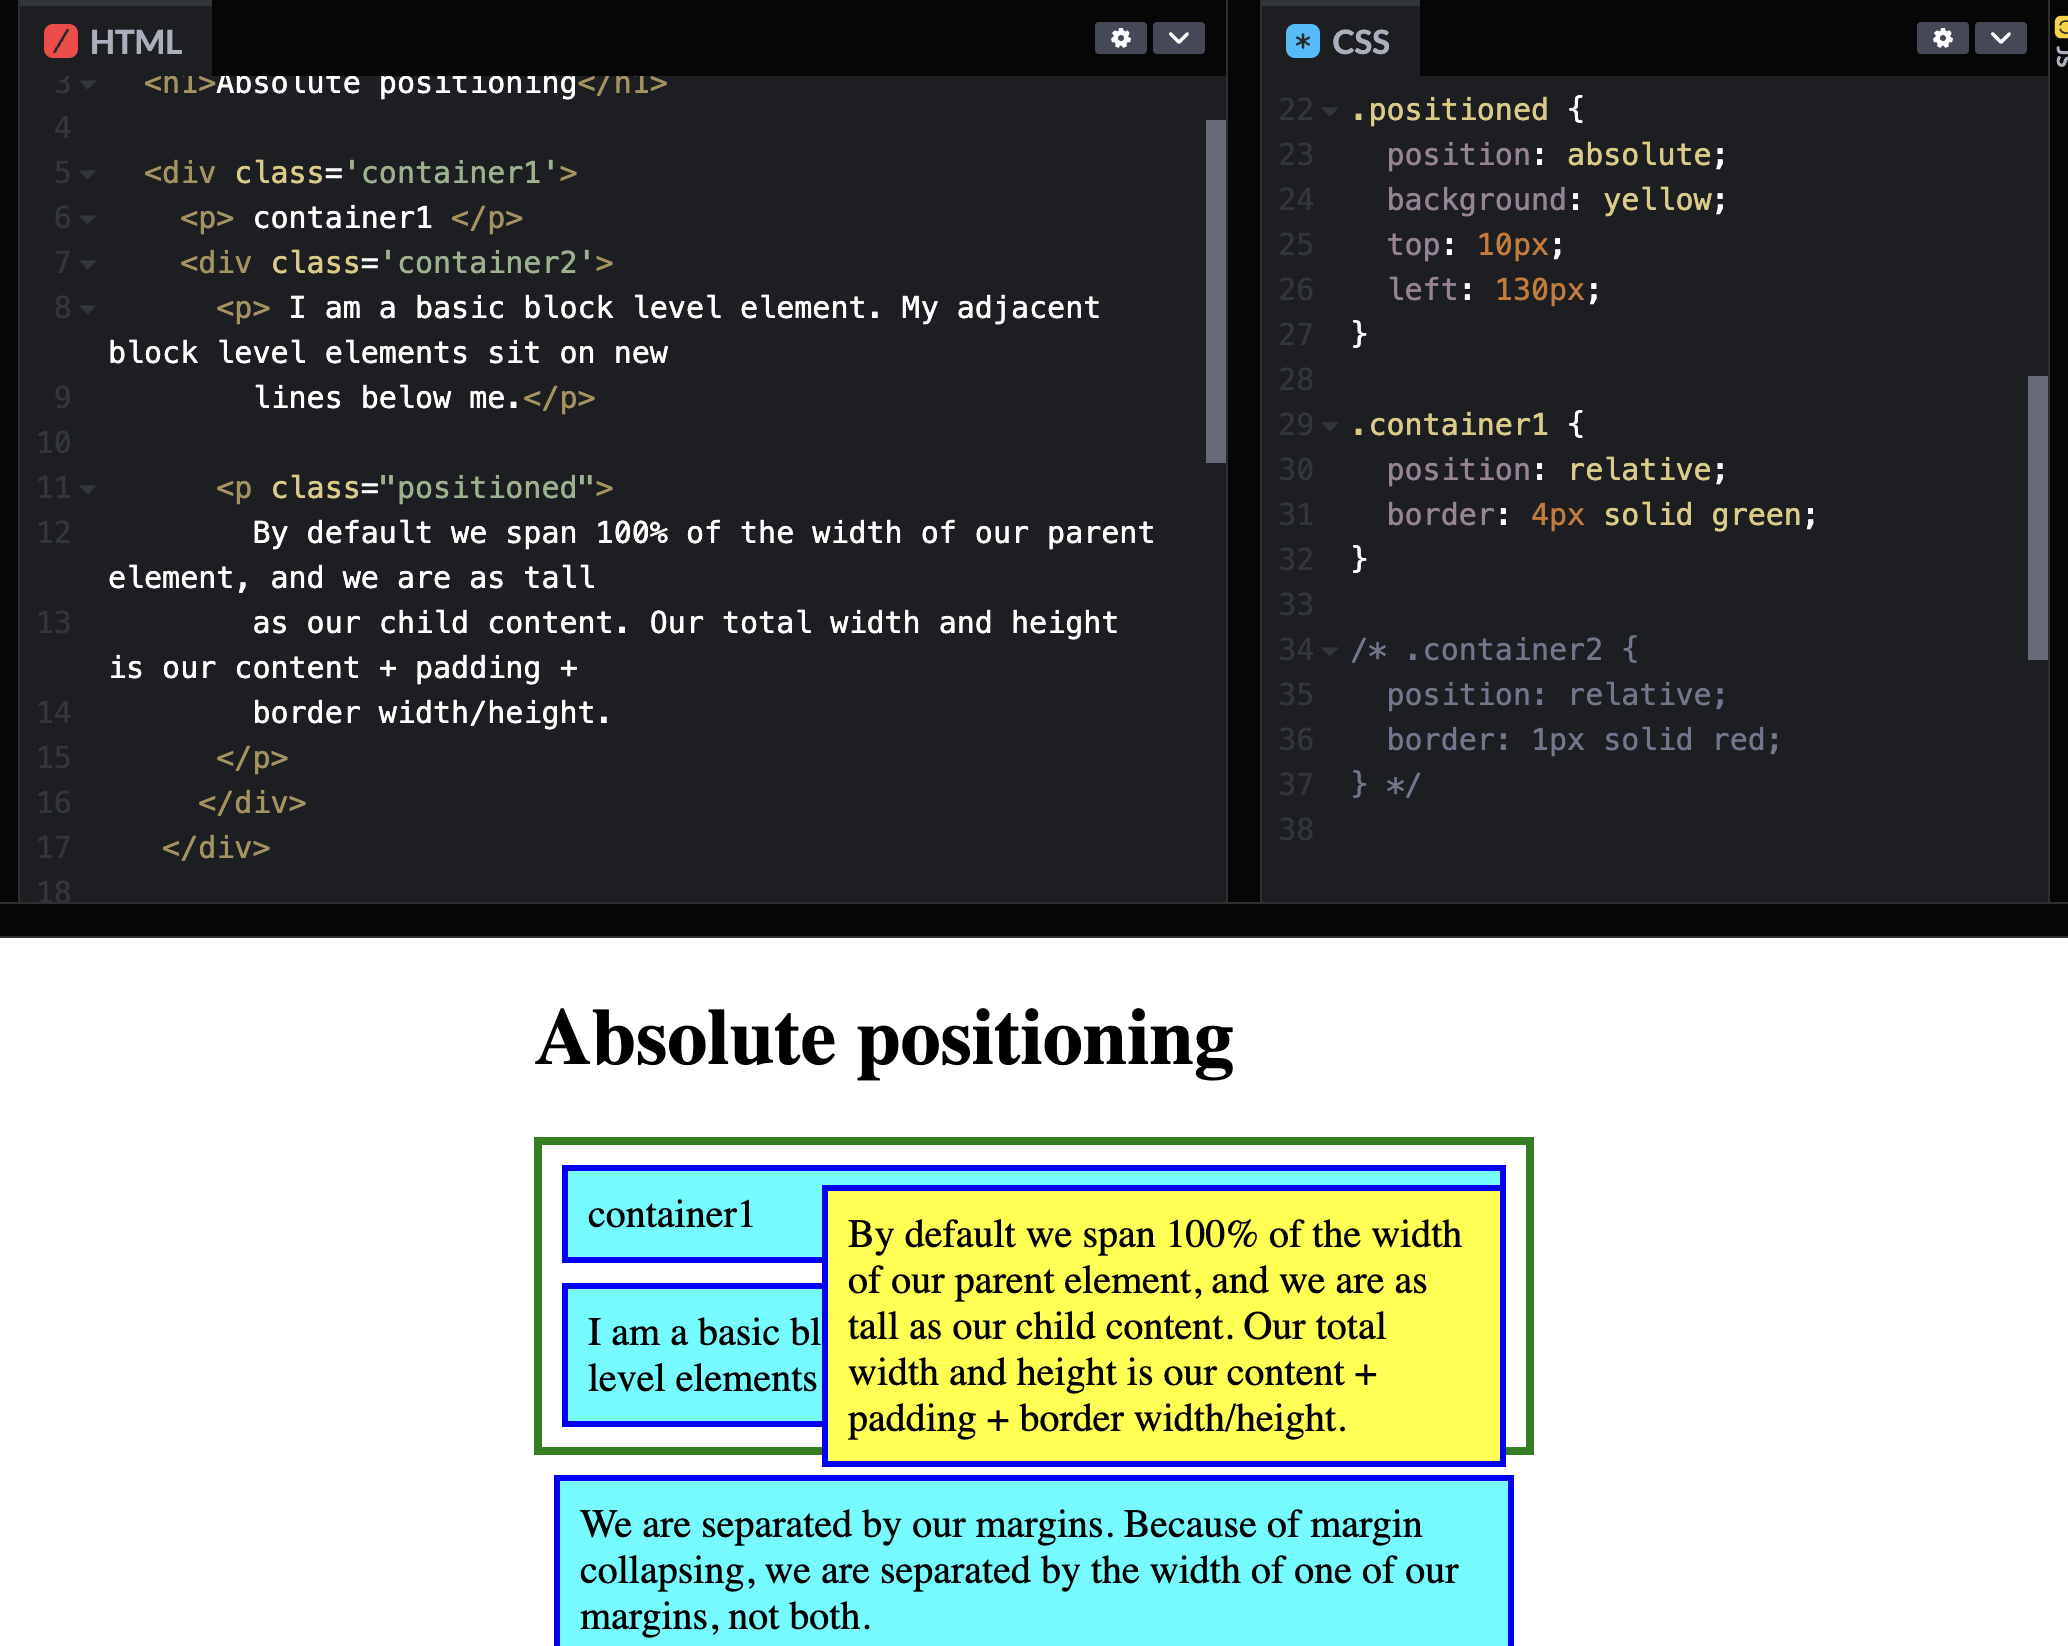 HTML
3 <h1>Absolute positioning</h1>
4
5 <div class='container1'>
6 <p> container1 </p>
7 <div class='container2'>
8 <p> I am a basic block level element. My adjacent
block level elements sit on new
9 lines below me.</p>
10
11 <p class="positioned">
12 By default we span 100% of the width of our parent
element, and we are as tall
13 as our child content. Our total width and height
is our content + padding +
14 border width/height.
15 </p>
16 </div>
17 </div>
18
* CSS
22 .positioned {
23 position: absolute;
24 background: yellow;
25 top: 10px;
26 left: 130px;
27 }
28
29 .container1 {
30 position: relative;
31 border: 4px solid green;
32 }
33
34 /* .container2 {
35 position: relative;
36 border: 1px solid red;
37 } */
38
JS
Absolute positioning
container1
I am a basic bl
level elements
By default we span 100% of the width
of our parent element, and we are as
tall as our child content. Our total
width and height is our content +
padding + border width/height.
We are separated by our margins. Because of margin
collapsing, we are separated by the width of one of our
margins, not both.